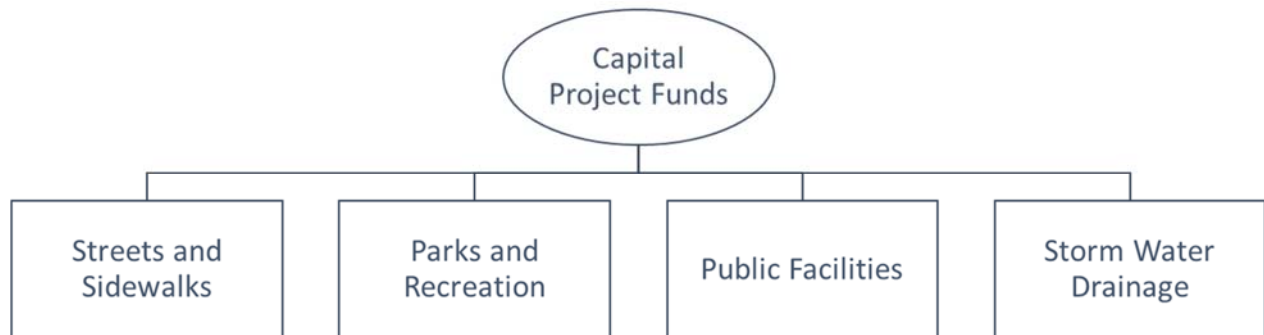 Capital
Project Funds
Streets and
Sidewalks
Parks and
Recreation
Public Facilities
Storm Water
Drainage